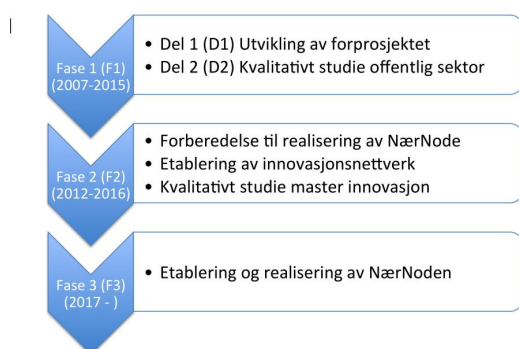 Fase 1 (F1)
(2007-2015)
• Del 1 (D1) Utvikling av forprosjektet
• Del 2 (D2) Kvalitativt studie offentlig sektor
Fase 2 (F2)
(2012-2016)
• Forberedelse til realisering av NærNode
• Etablering av innovasjonsnettverk
• Kvalitativt studie master innovasjon
Fase 3 (F3)
(2017 - )
• Etablering og realisering av NærNoden